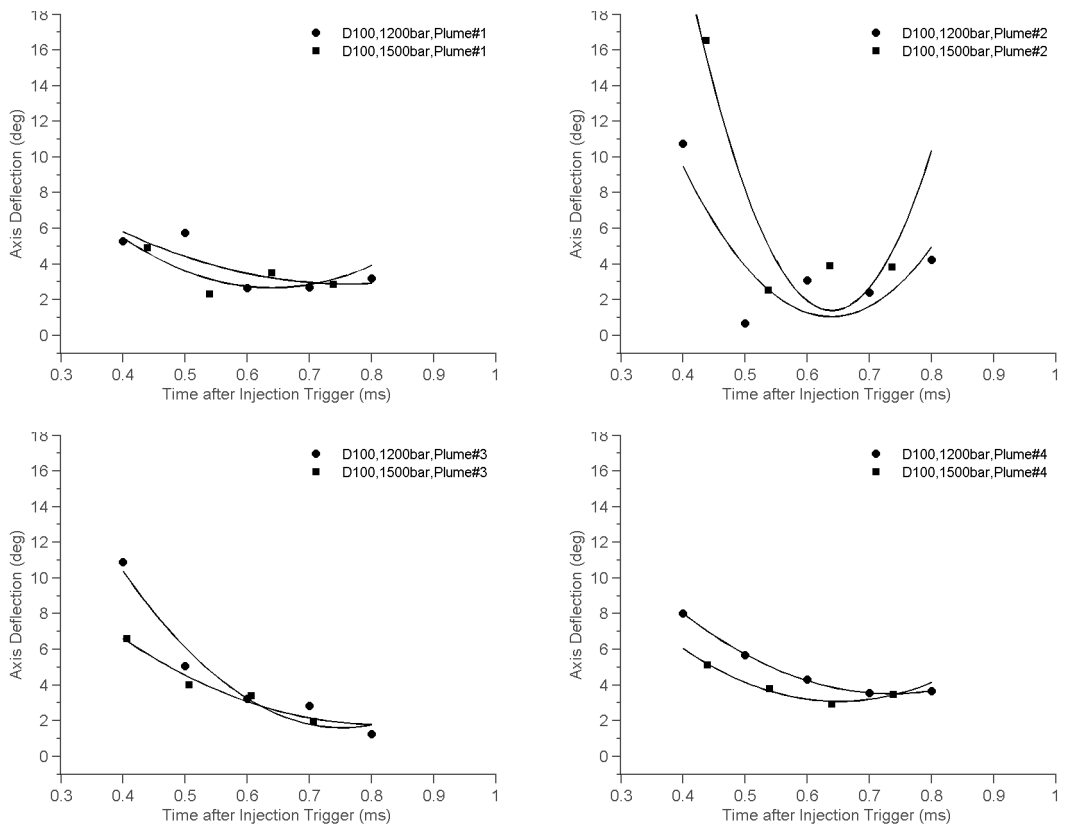 18
16
14
12
10
8
6
4
2
0
Axis Deflection (deg)
D100,1200bar,Plume#1
D100,1500bar,Plume#1
0.3 0.4 0.5 0.6 0.7 0.8 0.9 1
Time after Injection Trigger (ms)
18
16
14
12
10
8
6
4
2
0
Axis Deflection (deg)
D100,1200bar,Plume#2
D100,1500bar,Plume#2
0.3 0.4 0.5 0.6 0.7 0.8 0.9 1
Time after Injection Trigger (ms)
18
16
14
12
10
8
6
4
2
0
Axis Deflection (deg)
D100,1200bar,Plume#3
D100,1500bar,Plume#3
0.3 0.4 0.5 0.6 0.7 0.8 0.9 1
Time after Injection Trigger (ms)
18
16
14
12
10
8
6
4
2
0
Axis Deflection (deg)
D100,1200bar,Plume#4
D100,1500bar,Plume#4
0.3 0.4 0.5 0.6 0.7 0.8 0.9 1
Time after Injection Trigger (ms)